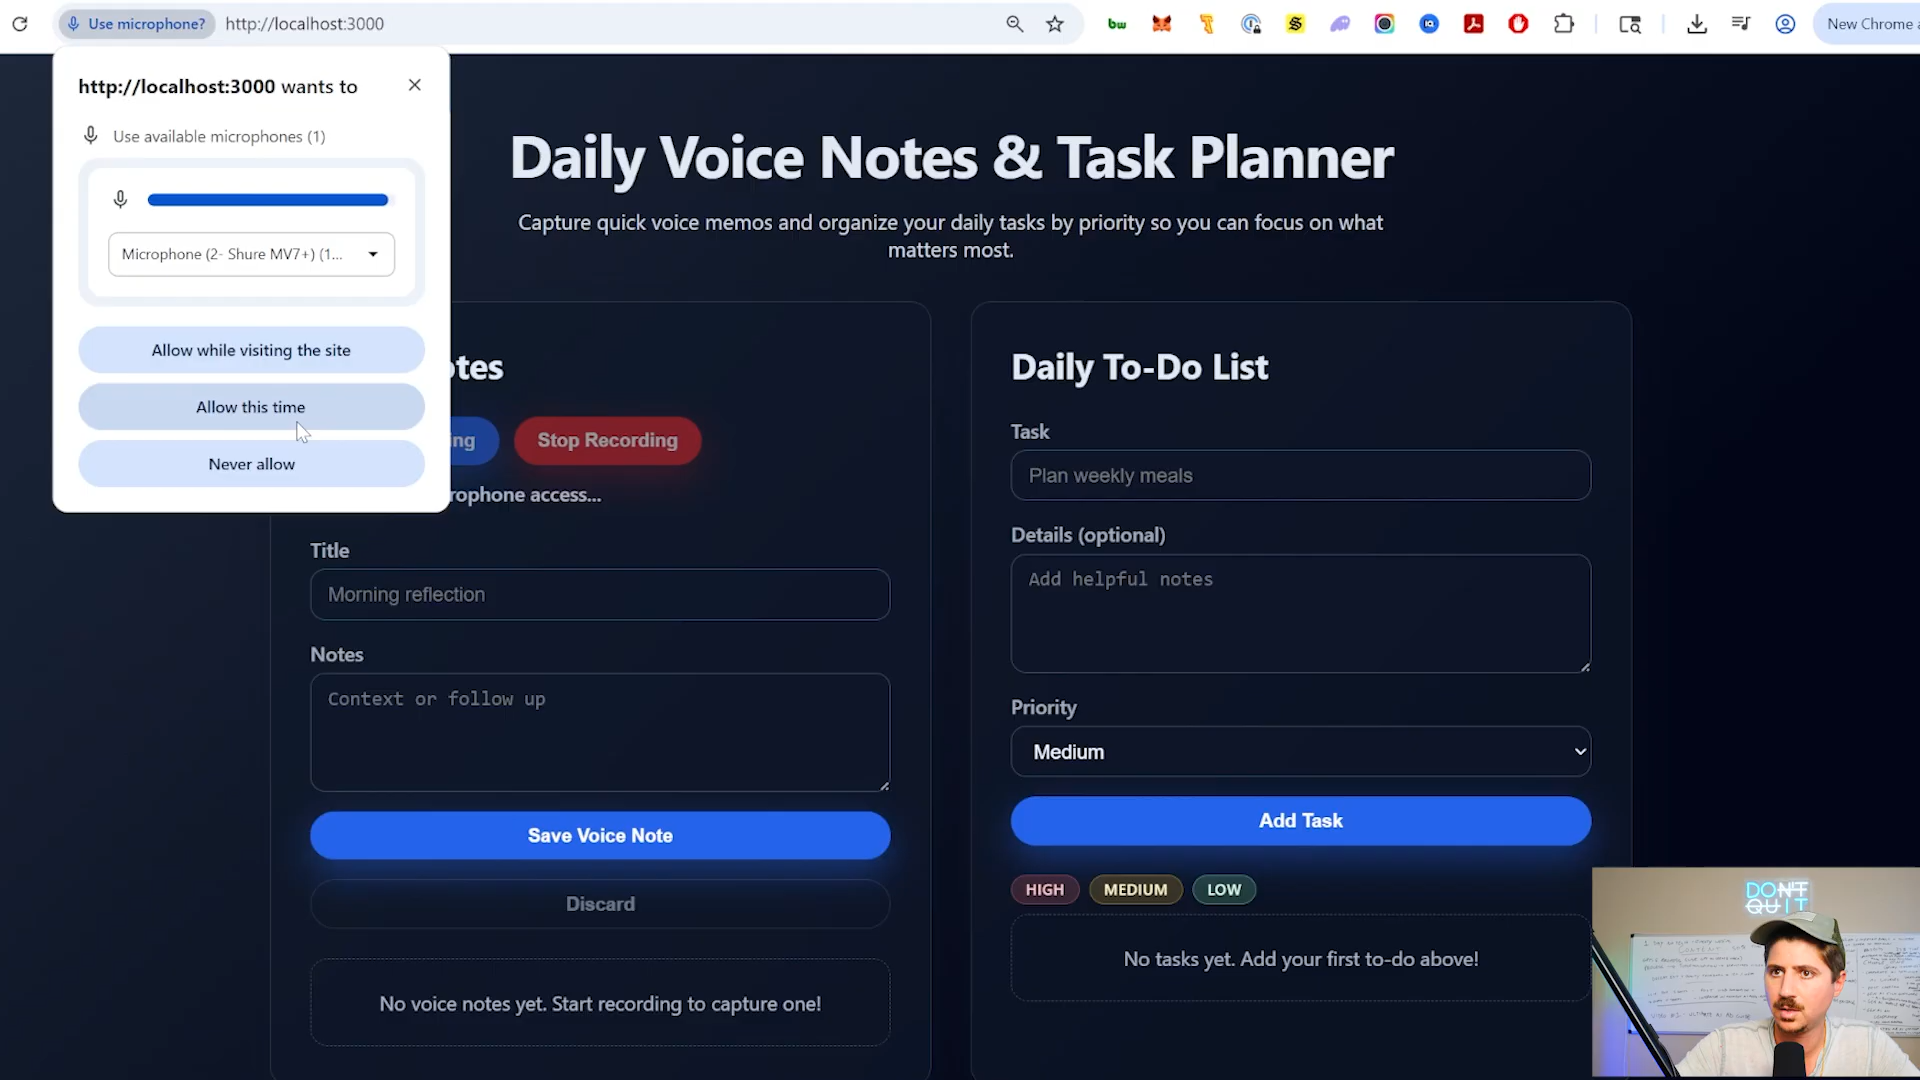 Use microphone?
http://localhost:3000
bw
New Chrome a
http://localhost:3000 wants to
Use available microphones (1)
Microphone (2- Shure MV7+) (1...
Allow while visiting the site
Allow this time
Never allow
Daily Voice Notes & Task Planner
Capture quick voice memos and organize your daily tasks by priority so you can focus on what
matters most.
otes
ing
Stop Recording
rophone access...
Title
Morning reflection
Notes
Context or follow up
Save Voice Note
Discard
No voice notes yet. Start recording to capture one!
Daily To-Do List
Task
Plan weekly meals
Details (optional)
Add helpful notes
Priority
Medium
Add Task
HIGH
MEDIUM
LOW
No tasks yet. Add your first to-do above!
DON'T
QUIT